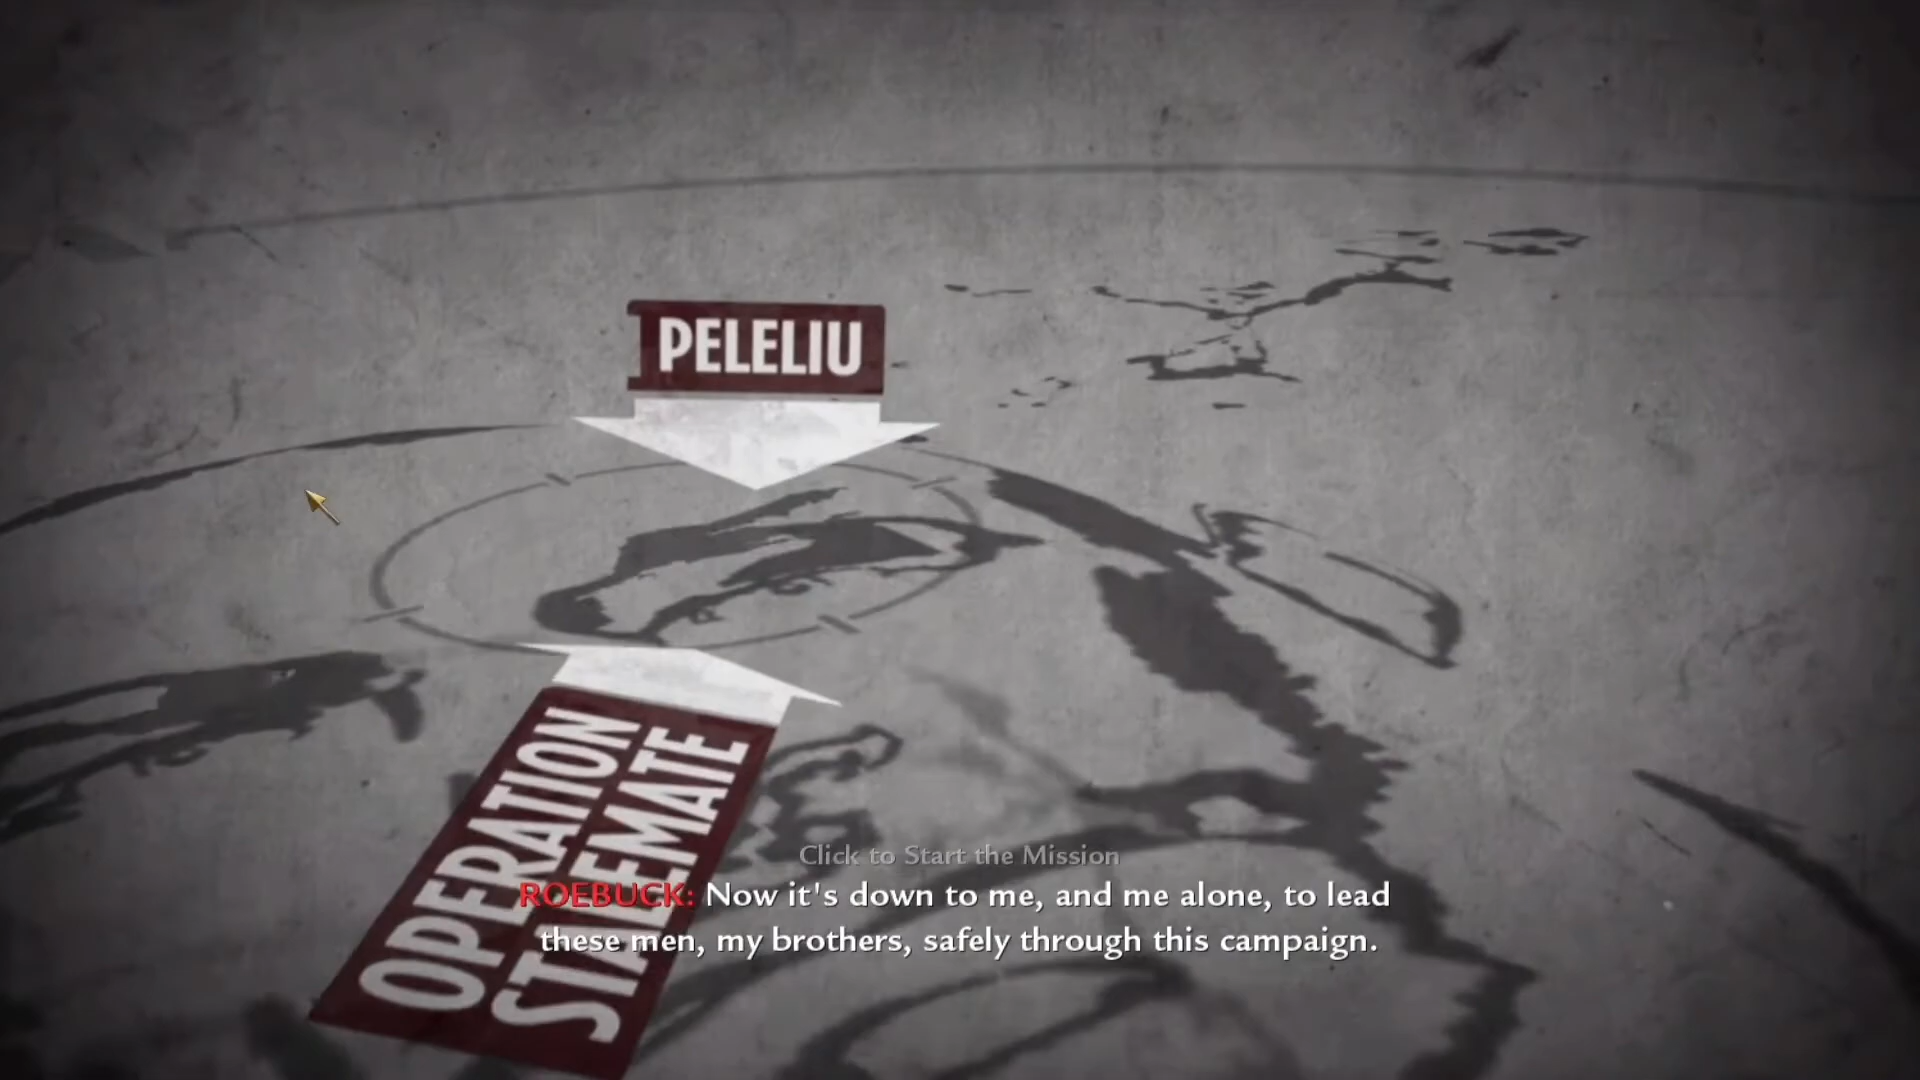 PELELIU
OPERATION
STALEMATE
Click to Start the Mission
ROEBUCK: Now it's down to me, and me alone, to lead
these men, my brothers, safely through this campaign.